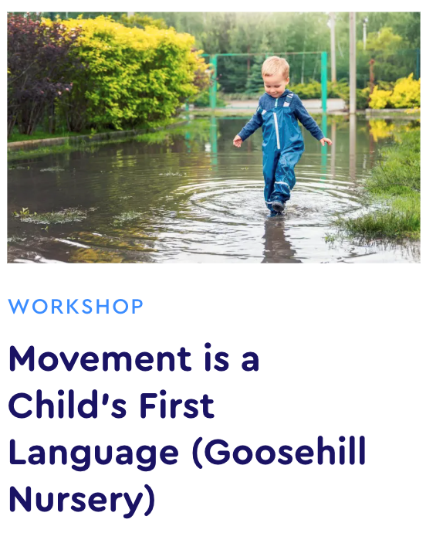 WORKSHOP
Movement is a
Child's First
Language (Goosehill
Nursery)